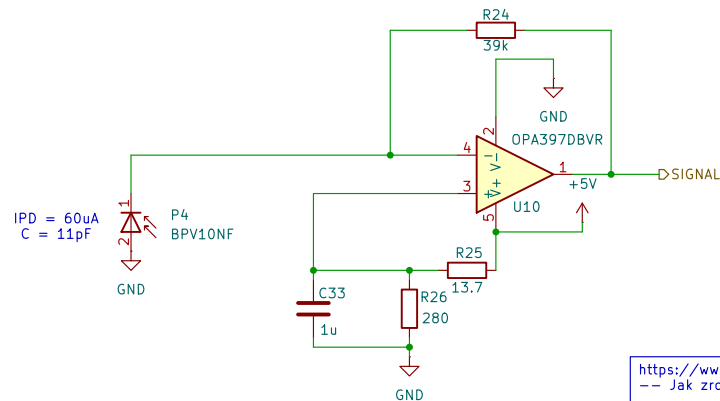 R24
39k
GND
2
OPA397DBVR
4
V-
1
SIGNAL
3
V+
+5V
5
U10
IPD = 60uA
C = 11pF
1
2
P4
BPV10NF
GND
R25
13.7
C33
1u
R26
280
GND
https://ww
-- Jak zro